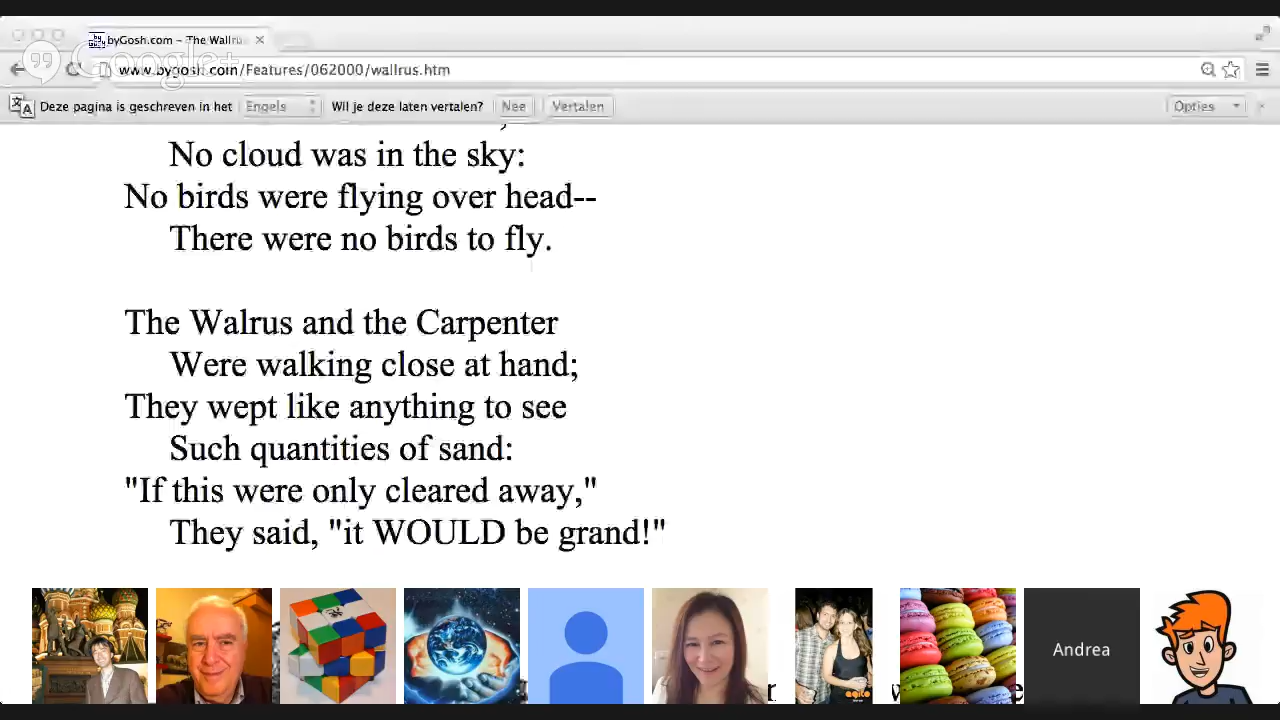 byGosh.com - The Wallrus
Google+
www.bygosh.com/Features/062000/wallrus.htm
Deze pagina is geschreven in het Engels Wil je deze laten vertalen? Nee Vertalen Opties
No cloud was in the sky:
No birds were flying over head--
There were no birds to fly.
The Walrus and the Carpenter
Were walking close at hand;
They wept like anything to see
Such quantities of sand:
"If this were only cleared away,"
They said, "it WOULD be grand!"
Andrea